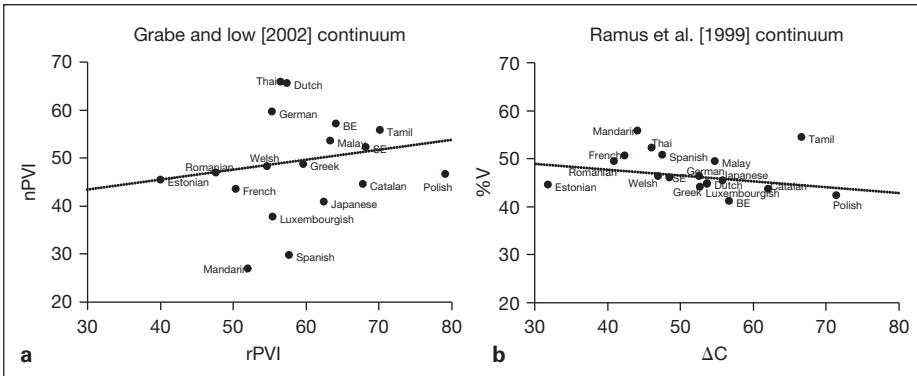 Grabe and low [2002] continuum
nPVI
70
60
50
40
30
20
30 40 50 60 70 80
rPVI
a
Thai
Dutch
German
BE
Tamil
Malay
SE
Welsh
Greek
Romanian
Estonian
French
Catalan
Polish
Japanese
Luxembourgish
Spanish
Mandarin
Ramus et al. [1999] continuum
%V
70
60
50
40
30
20
30 40 50 60 70 80
ΔC
b
Mandarin
Tamil
Thai
French
Spanish
Malay
Romanian
German
Japanese
Welsh
SE
Estonian
Dutch
Catalan
Greek
Luxembourgish
BE
Polish